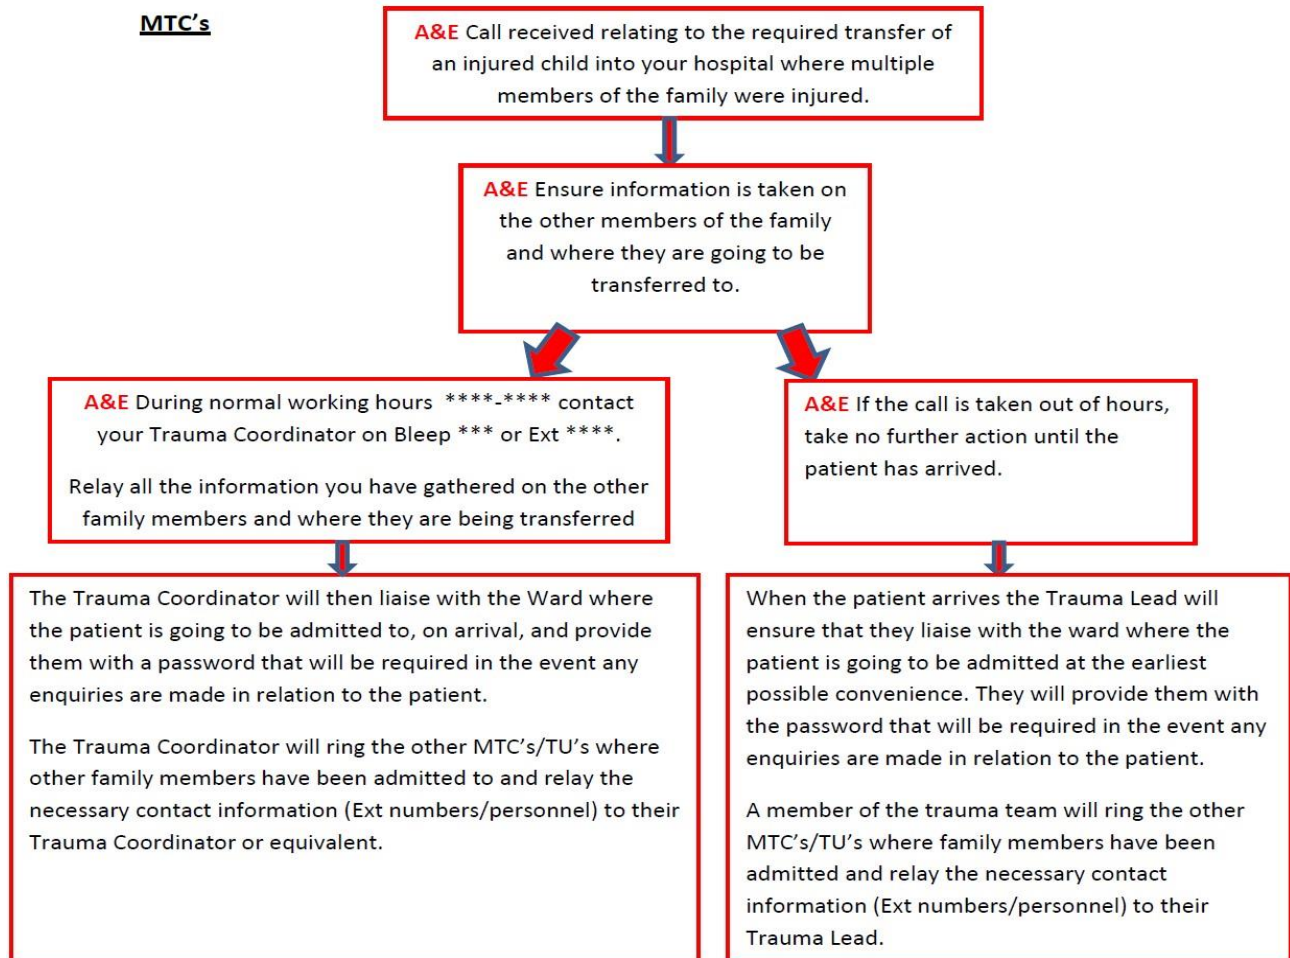 MTC's
A&E Call received relating to the required transfer of
an injured child into your hospital where multiple
members of the family were injured.
A&E Ensure information is taken on
the other members of the family
and where they are going to be
transferred to.
A&E During normal working hours ****-**** contact
your Trauma Coordinator on Bleep *** or Ext ****.
Relay all the information you have gathered on the other
family members and where they are being transferred
A&E If the call is taken out of hours,
take no further action until the
patient has arrived.
The Trauma Coordinator will then liaise with the Ward where
the patient is going to be admitted to, on arrival, and provide
them with a password that will be required in the event any
enquiries are made in relation to the patient.
The Trauma Coordinator will ring the other MTC's/TU's where
other family members have been admitted to and relay the
necessary contact information (Ext numbers/personnel) to their
Trauma Coordinator or equivalent.
When the patient arrives the Trauma Lead will
ensure that they liaise with the ward where the
patient is going to be admitted at the earliest
possible convenience. They will provide them with
the password that will be required in the event any
enquiries are made in relation to the patient.
A member of the trauma team will ring the other
MTC's/TU's where family members have been
admitted and relay the necessary contact
information (Ext numbers/personnel) to their
Trauma Lead.